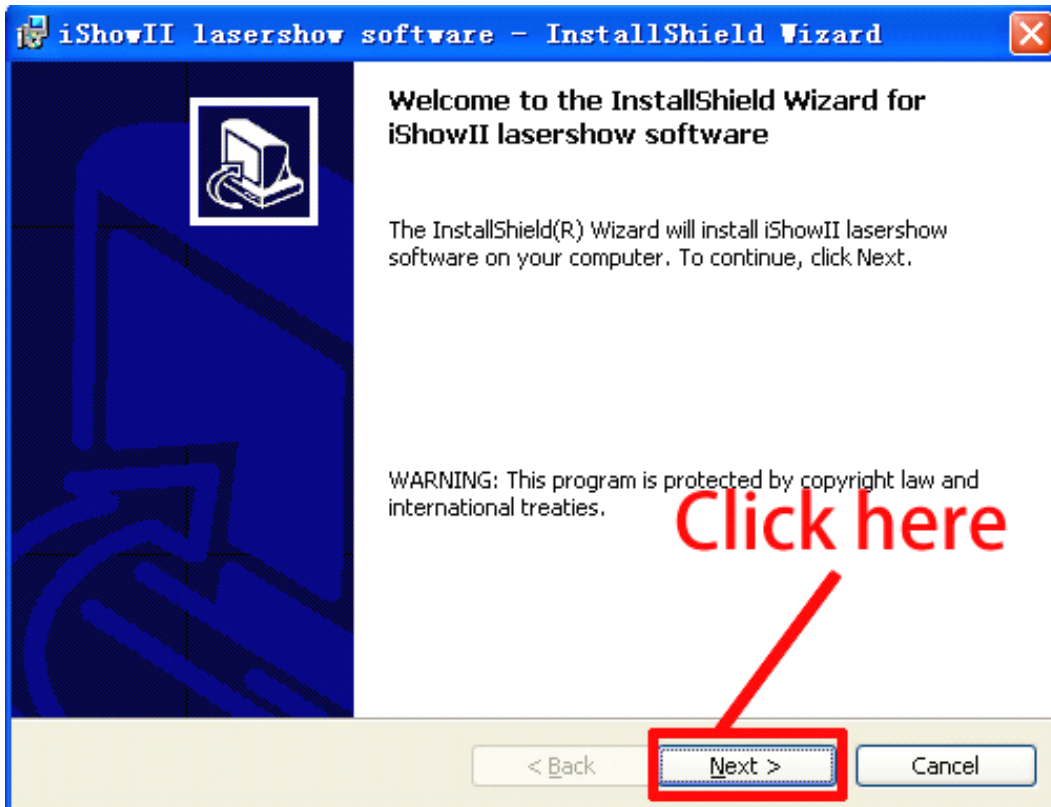 iShowII lasershow software - InstallShield Wizard
Welcome to the InstallShield Wizard for
iShowII lasershow software
The InstallShield(R) Wizard will install iShowII lasershow
software on your computer. To continue, click Next.
WARNING: This program is protected by copyright law and
international treaties.
Click here
< Back Next > Cancel